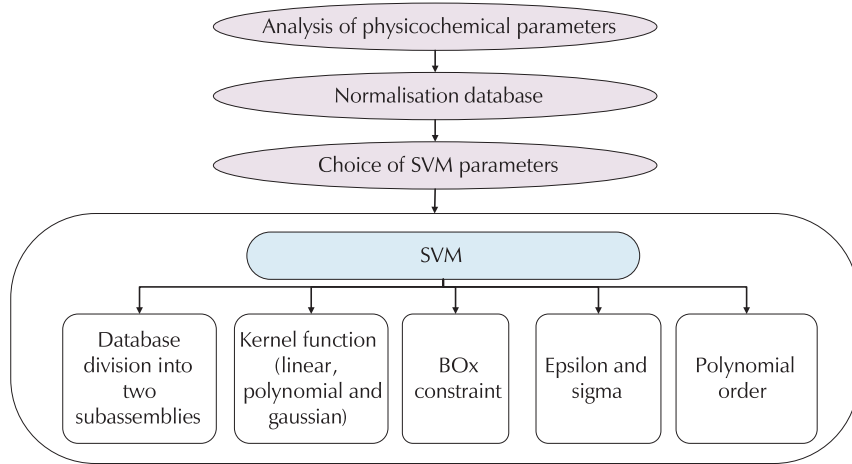 Analysis of physicochemical parameters
Normalisation database
Choice of SVM parameters
SVM
Database
division into
two
subassemblies
Kernel function
(linear,
polynomial and
gaussian)
BOx
constraint
Epsilon and
sigma
Polynomial
order